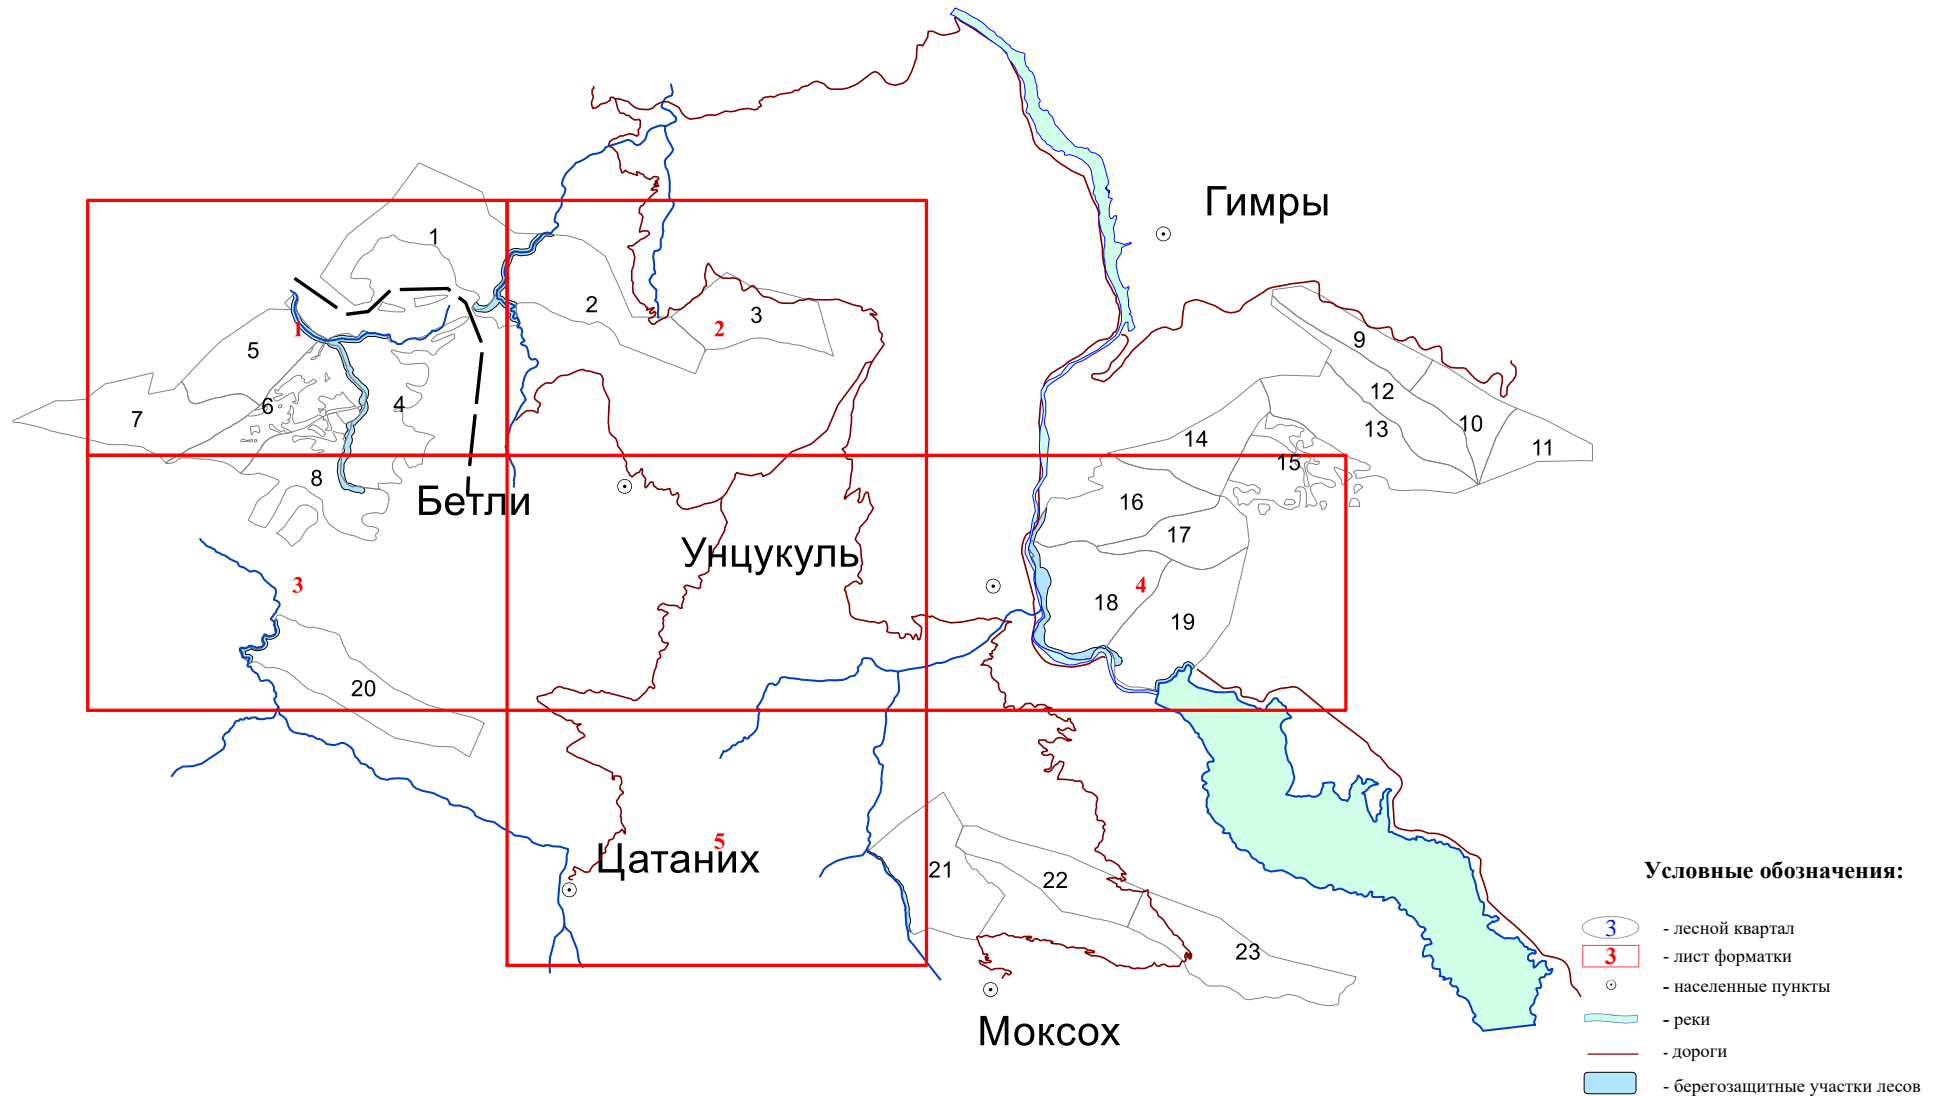 Гимры
1
2
3
2
1
5
9
7
6
4
12
13
10
11
14
15
8
Бетли
16
17
Унцукуль
3
4
18
19
20
5
Цатаних
21
22
23
Моксох
Условные обозначения:
3 - лесной квартал
3 - лист форматки
- населенные пункты
- реки
- дороги
- берегозащитные участки лесов